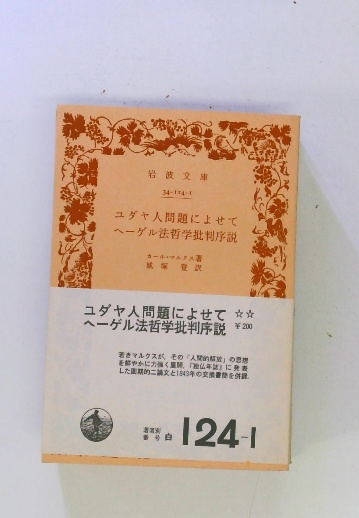 岩波文庫
34-124-1
ユダヤ人問題によせて
ヘーゲル法哲学批判序説
カール・マルクス著
城塚 登訳
ユダヤ人問題によせて ☆☆
ヘーゲル法哲学批判序説 ¥200
若きマルクスが,その「人間的解放」の思想
を鮮やかに力強く展開,『独仏年誌』に発表
した画期的二論文と1843年の交換書簡を併録.
著者別
番号 白 124-1